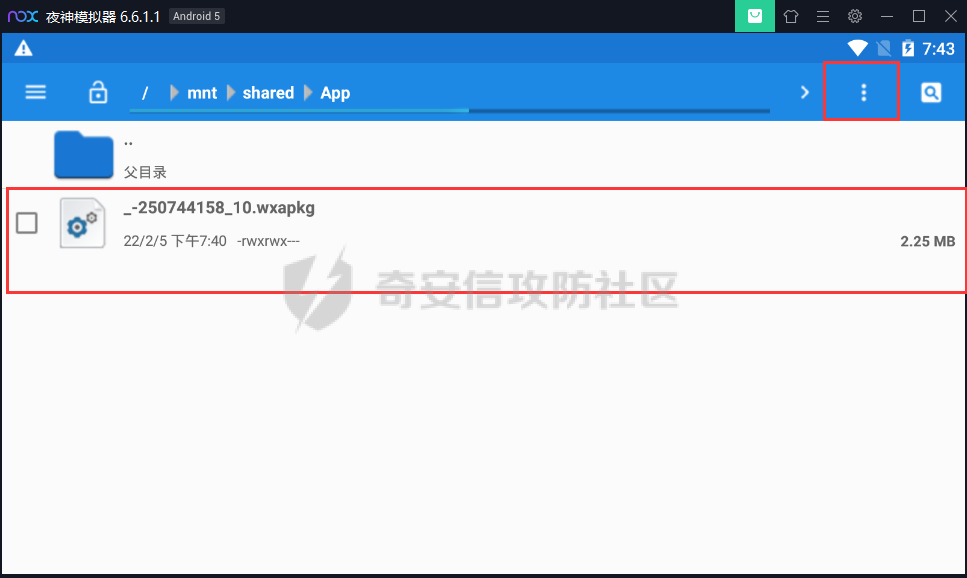 nox 夜神模拟器 6.6.1.1 Android 5
7:43
/ mnt shared App
..
父目录
_-250744158_10.wxapkg
22/2/5 下午7:40 -rwxrwx---
2.25 MB
奇安信攻防社区